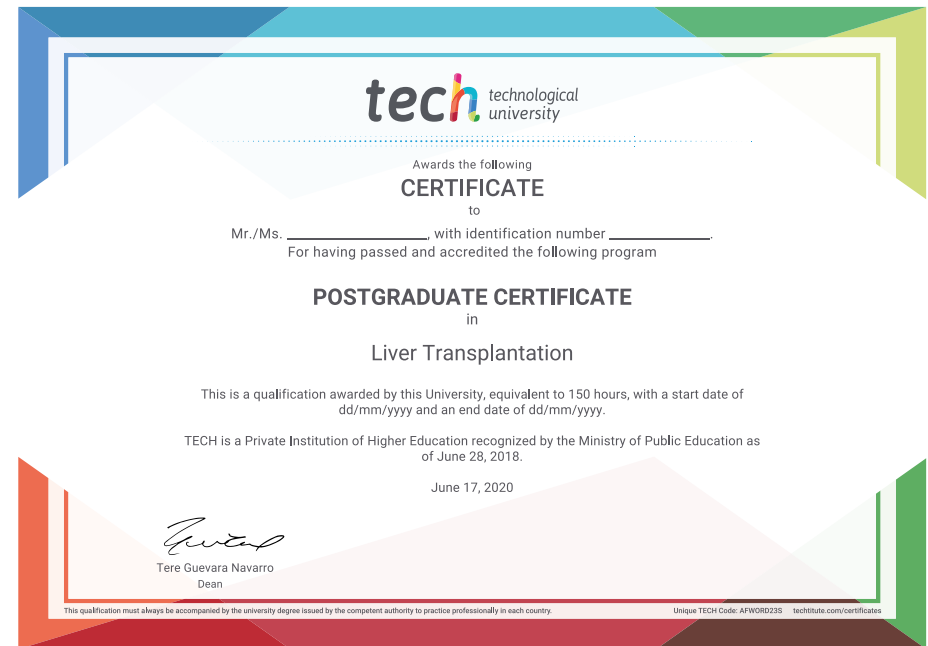 tech technological
university
Awards the following
CERTIFICATE
to
Mr./Ms. ____________________, with identification number ______________.
For having passed and accredited the following program
POSTGRADUATE CERTIFICATE
in
Liver Transplantation
This is a qualification awarded by this University, equivalent to 150 hours, with a start date of
dd/mm/yyyy and an end date of dd/mm/yyyy.
TECH is a Private Institution of Higher Education recognized by the Ministry of Public Education as
of June 28, 2018.
June 17, 2020
Tere Guevara Navarro
Dean
This qualification must always be accompanied by the university degree issued by the competent authority to practice professionally in each country. Unique TECH Code: AFWORD23S techtitute.com/certificates